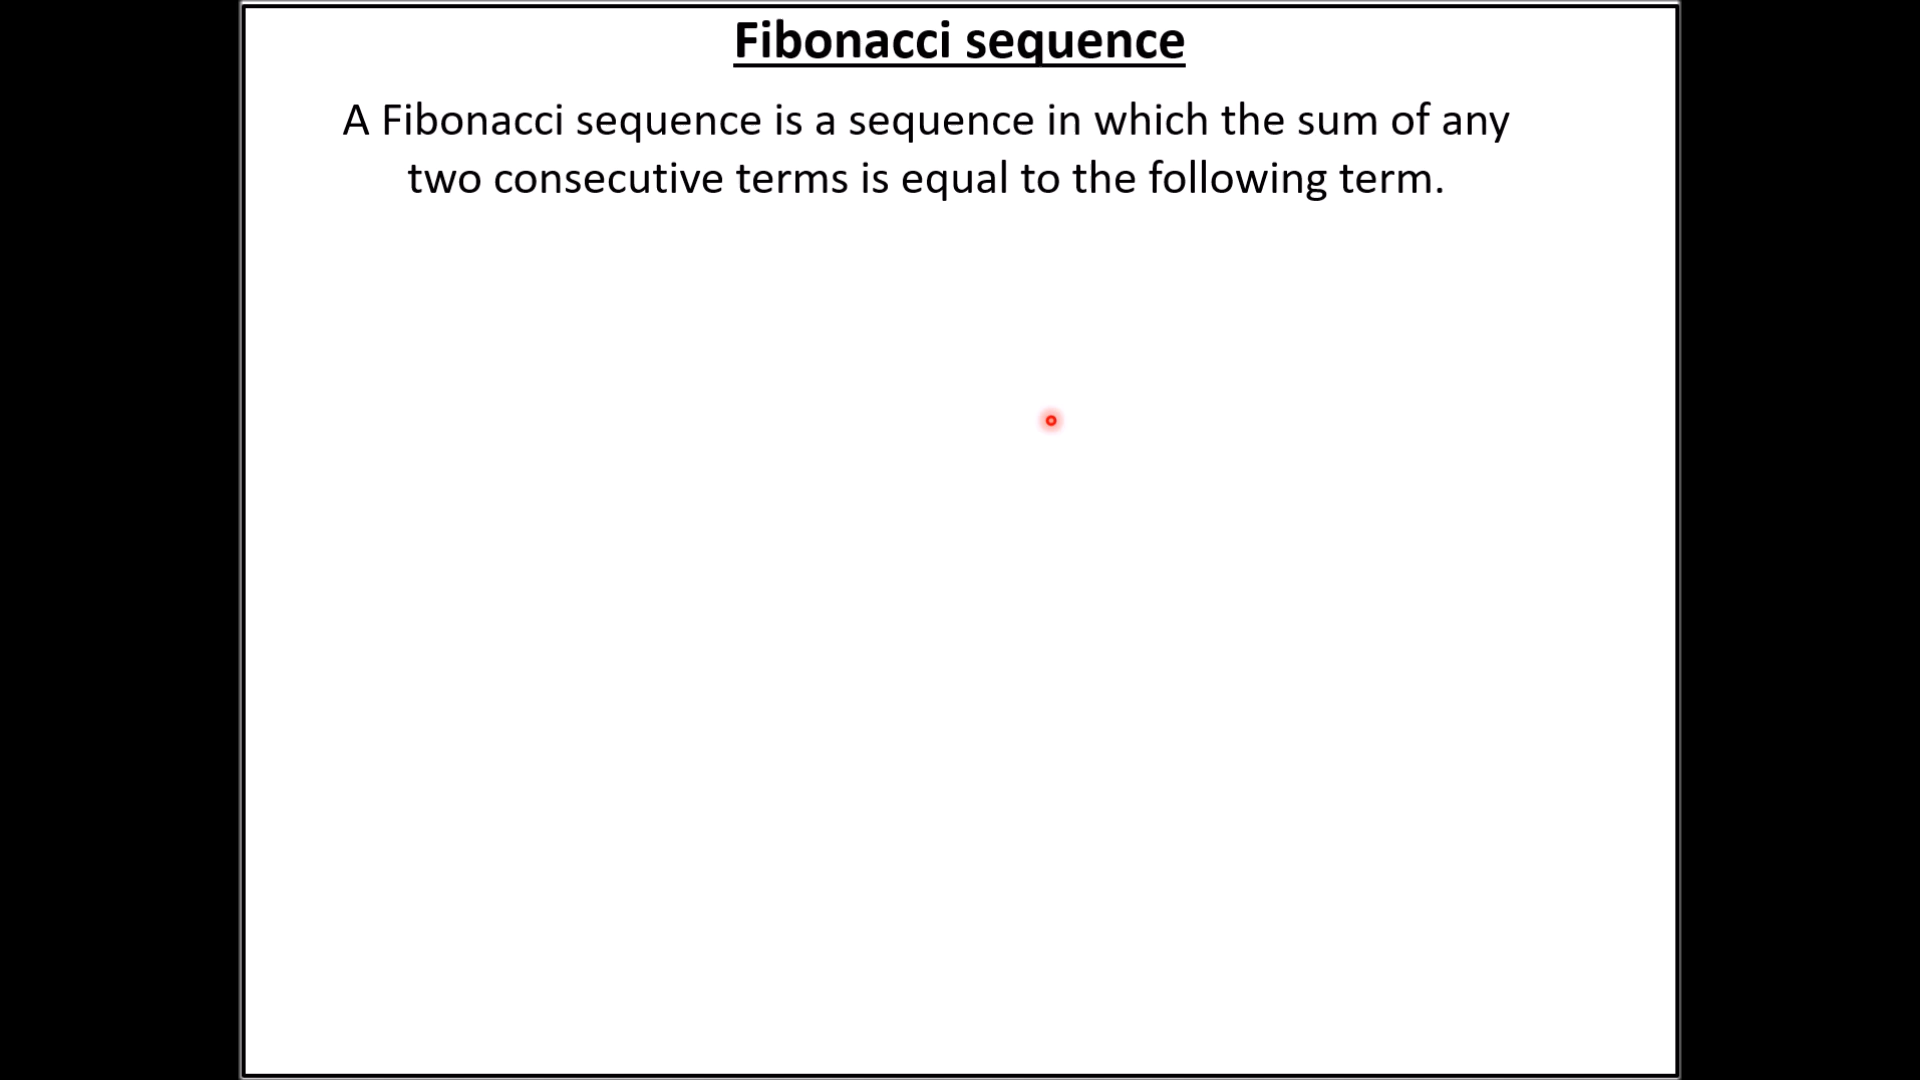 Fibonacci sequence
A Fibonacci sequence is a sequence in which the sum of any
two consecutive terms is equal to the following term.